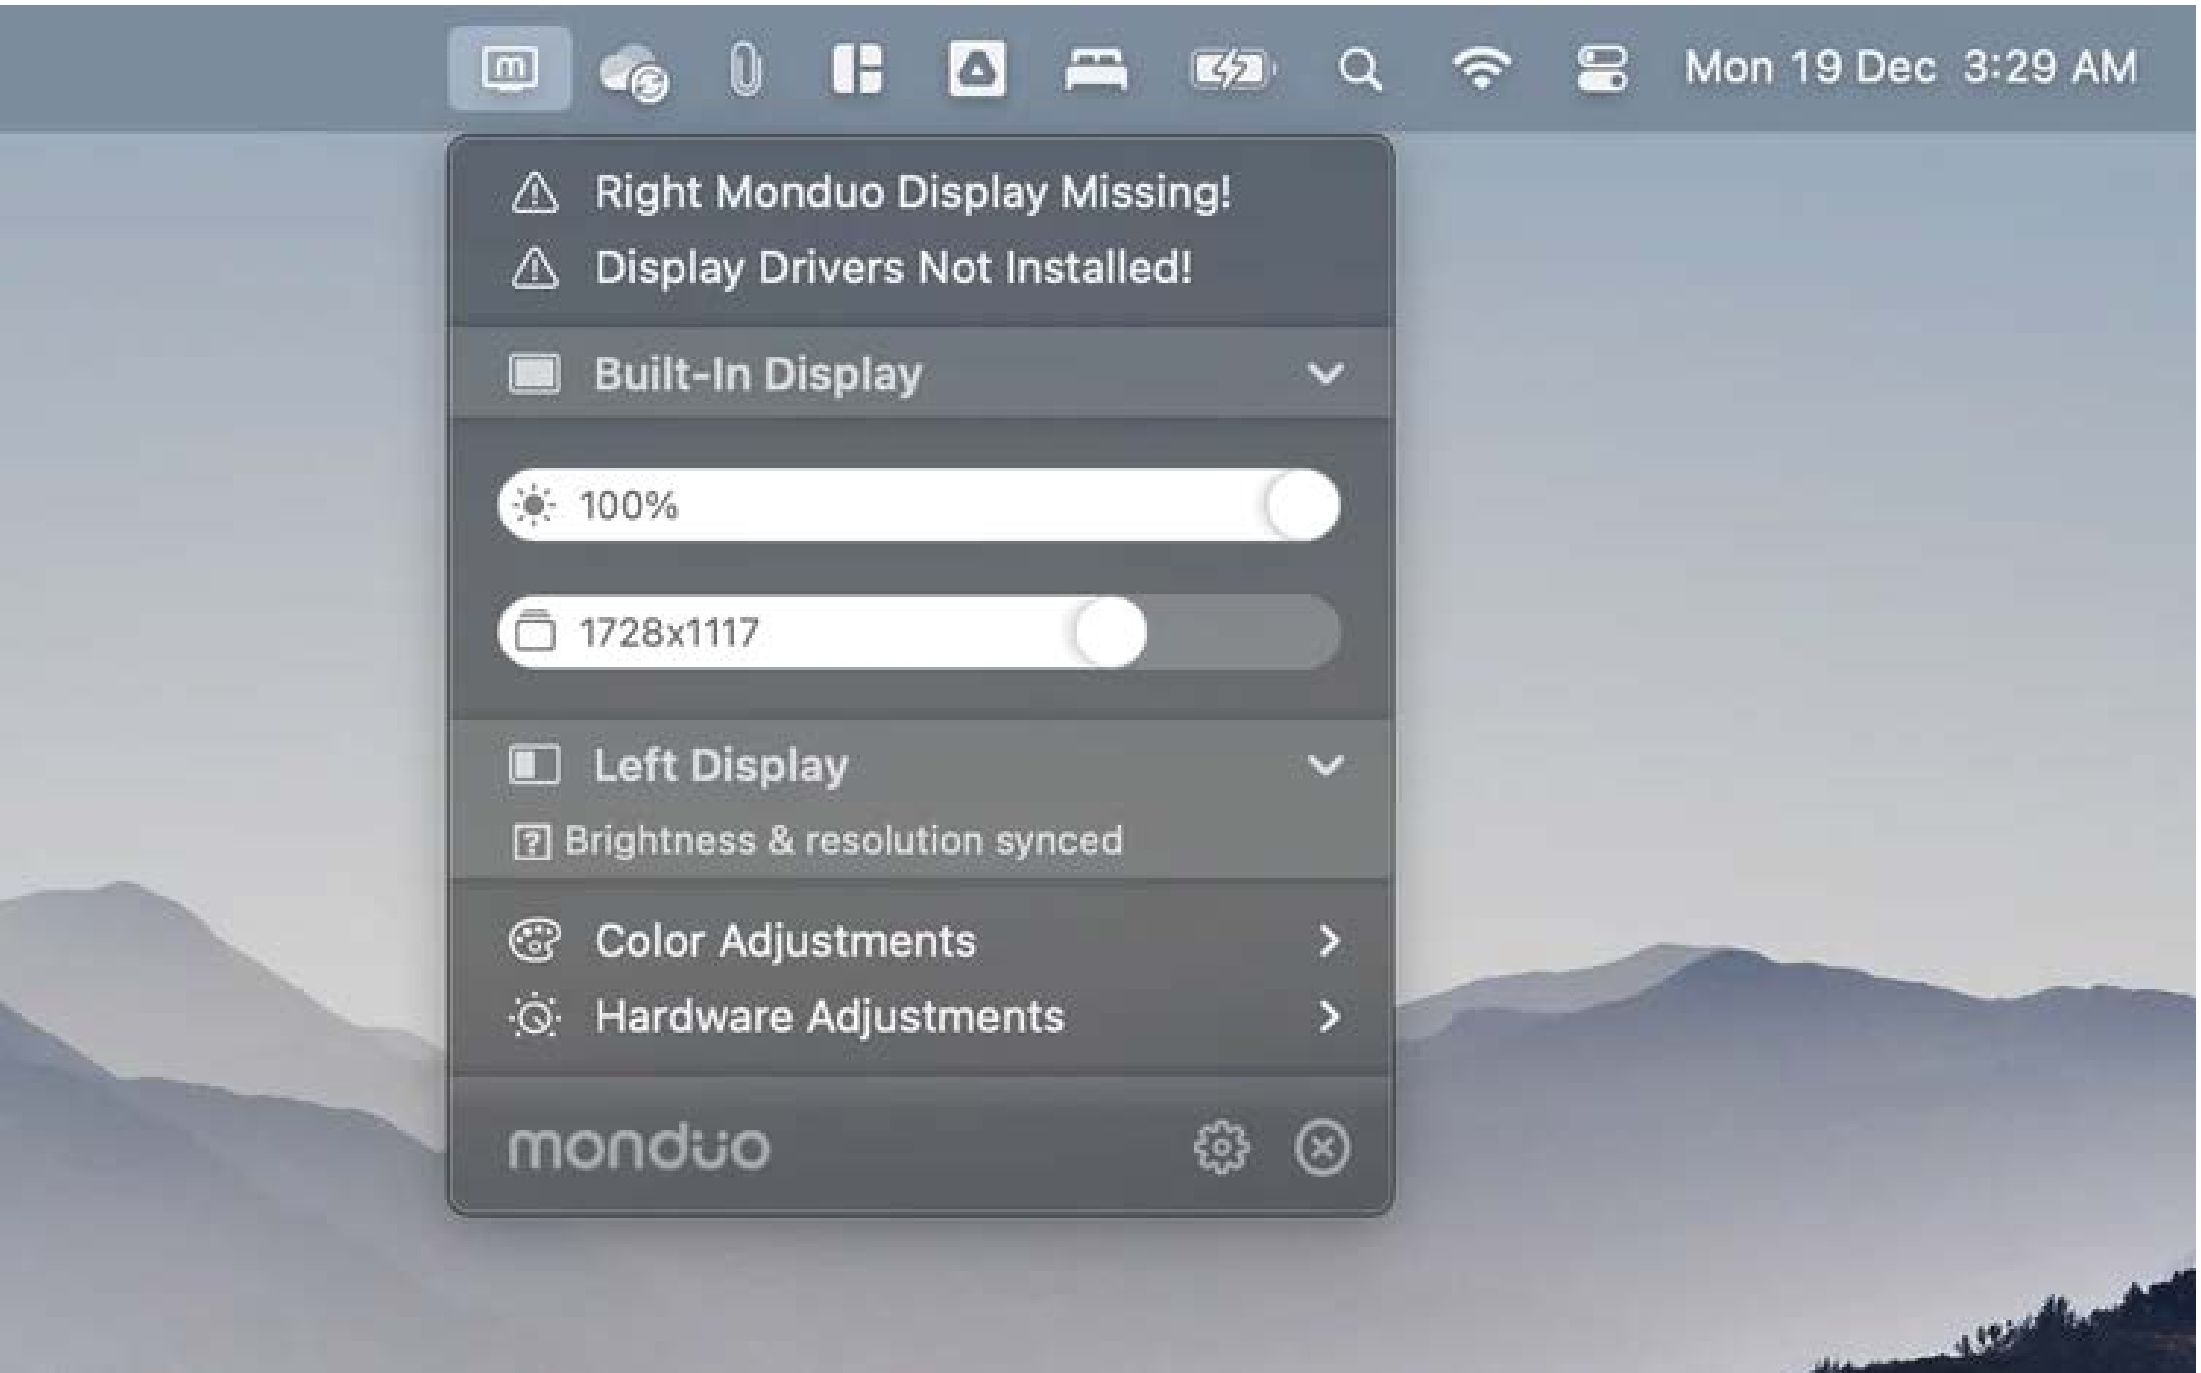 m
Mon 19 Dec 3:29 AM
Right Monduo Display Missing!
Display Drivers Not Installed!
Built-In Display
100%
1728x1117
Left Display
? Brightness & resolution synced
Color Adjustments
Hardware Adjustments
monduo